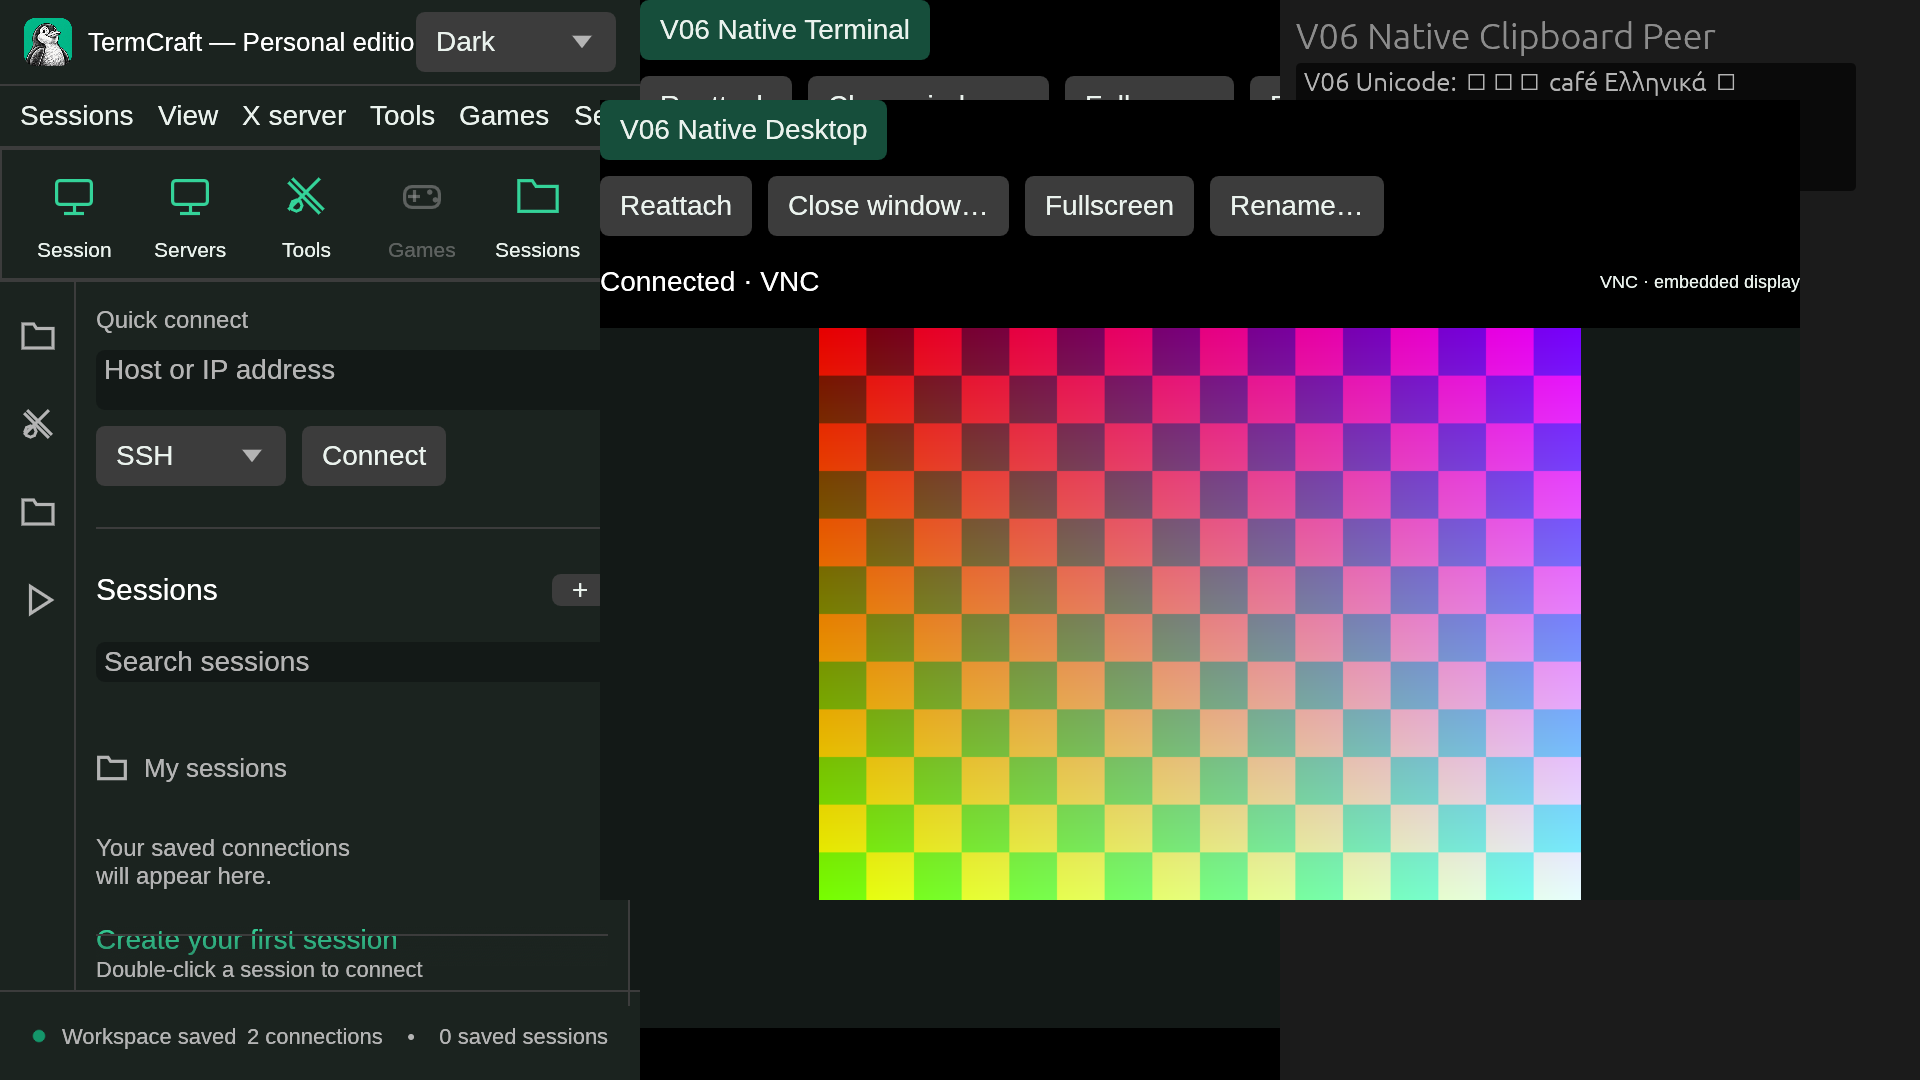 TermCraft — Personal editio
Dark
Sessions View X server Tools Games Se
Session Servers Tools Games Sessions
Quick connect
Host or IP address
SSH Connect
Sessions +
Search sessions
My sessions
Your saved connections
will appear here.
Create your first session
Double-click a session to connect
Workspace saved 2 connections • 0 saved sessions
V06 Native Terminal
V06 Native Desktop
Reattach Close window… Fullscreen Rename…
Connected · VNC
VNC · embedded display
V06 Native Clipboard Peer
V06 Unicode: □ □ □ café Ελληνικά □